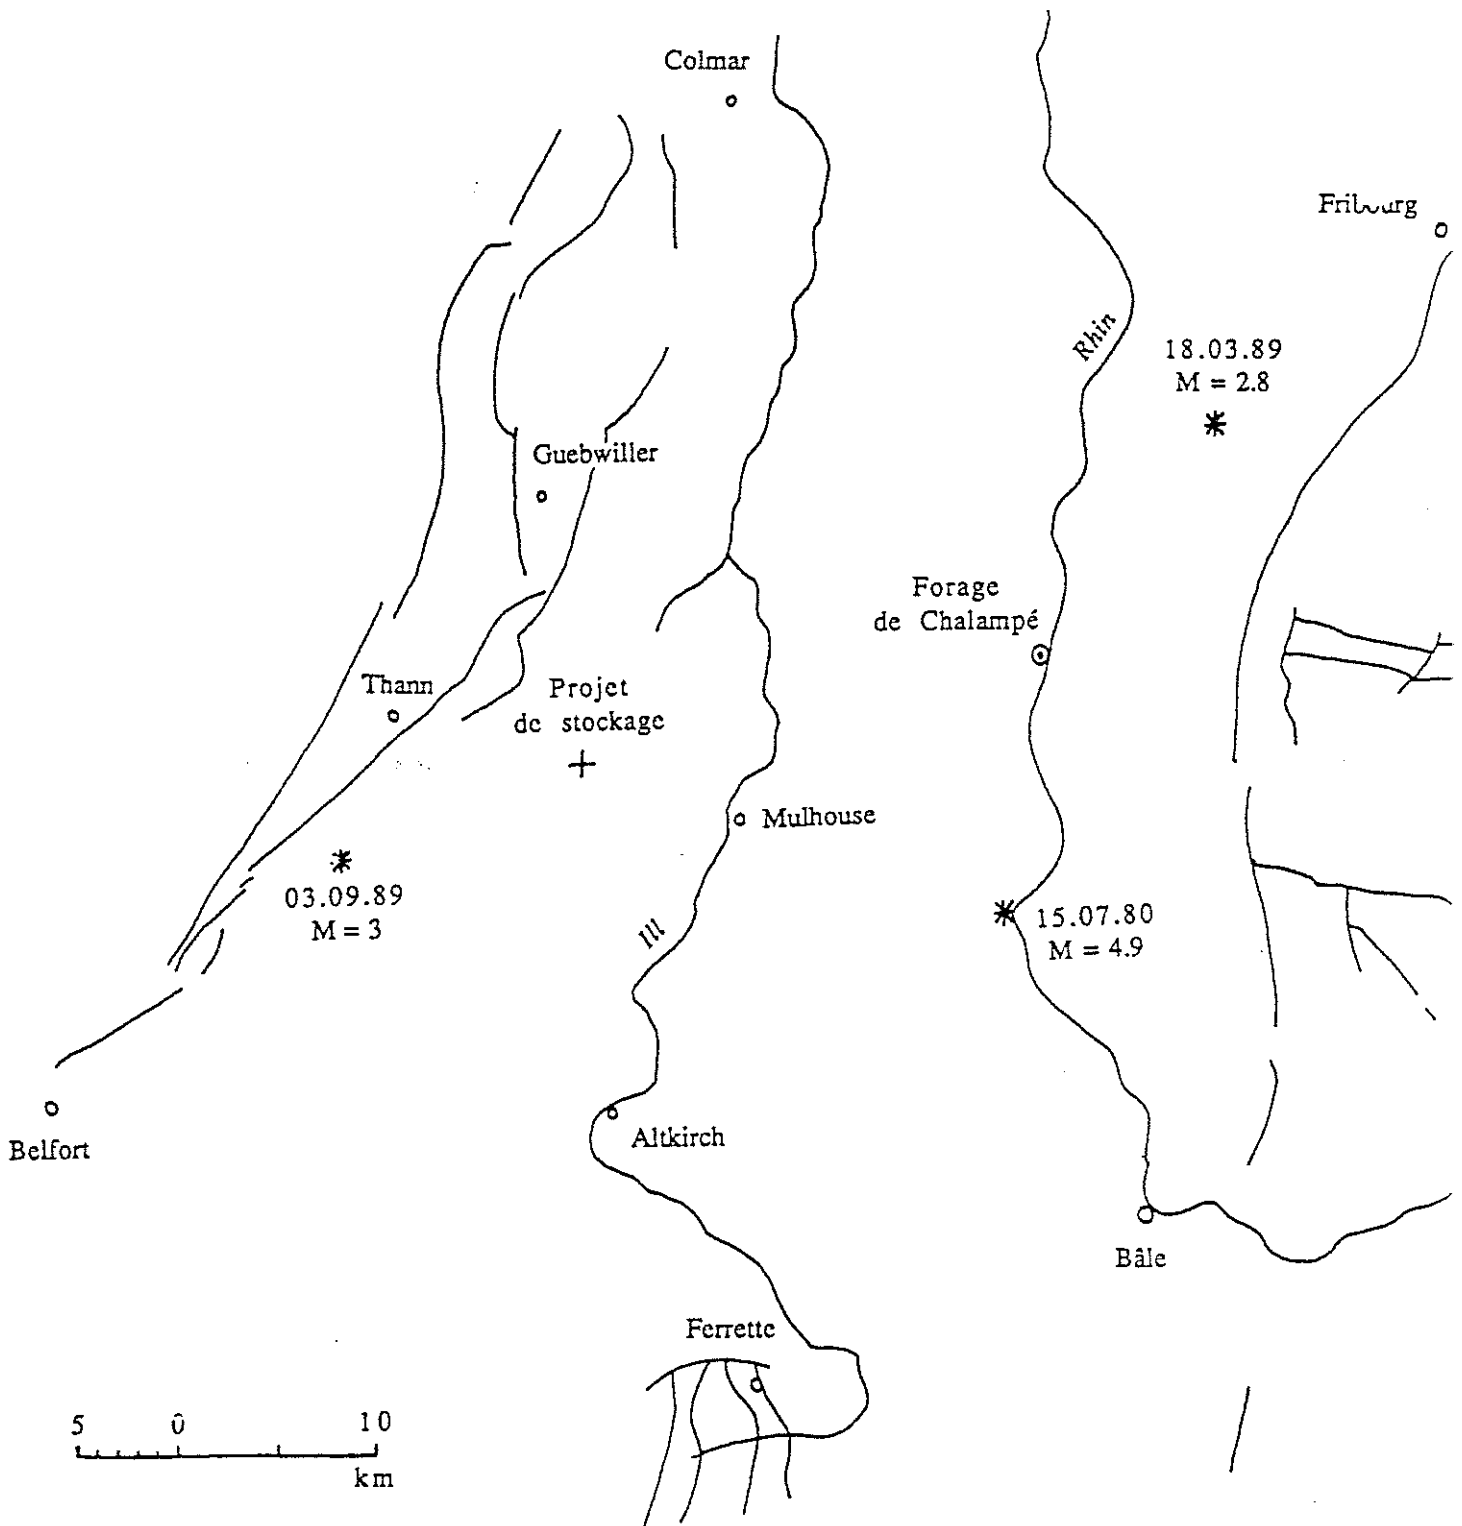 Colmar
Rhin
18.03.89
M = 2.8
Guebwiller
Forage
de Chalampé
Thann
Projet
de stockage
Mulhouse
03.09.89
M = 3
Ill
15.07.80
M = 4.9
Altkirch
Belfort
Bâle
Ferrette
5 0 10
km